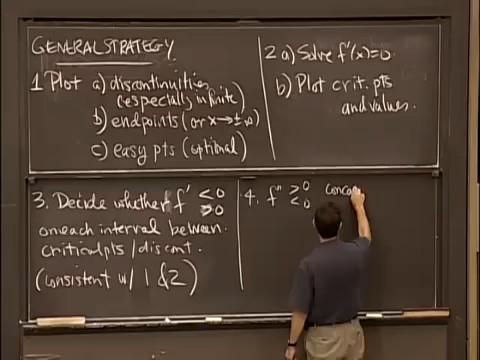 GENERAL STRATEGY
1 Plot a) discontinuities
(especially infinite)
b) endpoints (or x→±∞)
c) easy pts (optional)
2 a) Solve f'(x)=0
b) Plot crit. pts
and values.
3. Decide whether f' <0
>0
on each interval between
critical pts / discont.
(consistent w/ 1 & 2)
4. f" >0 conca
<0